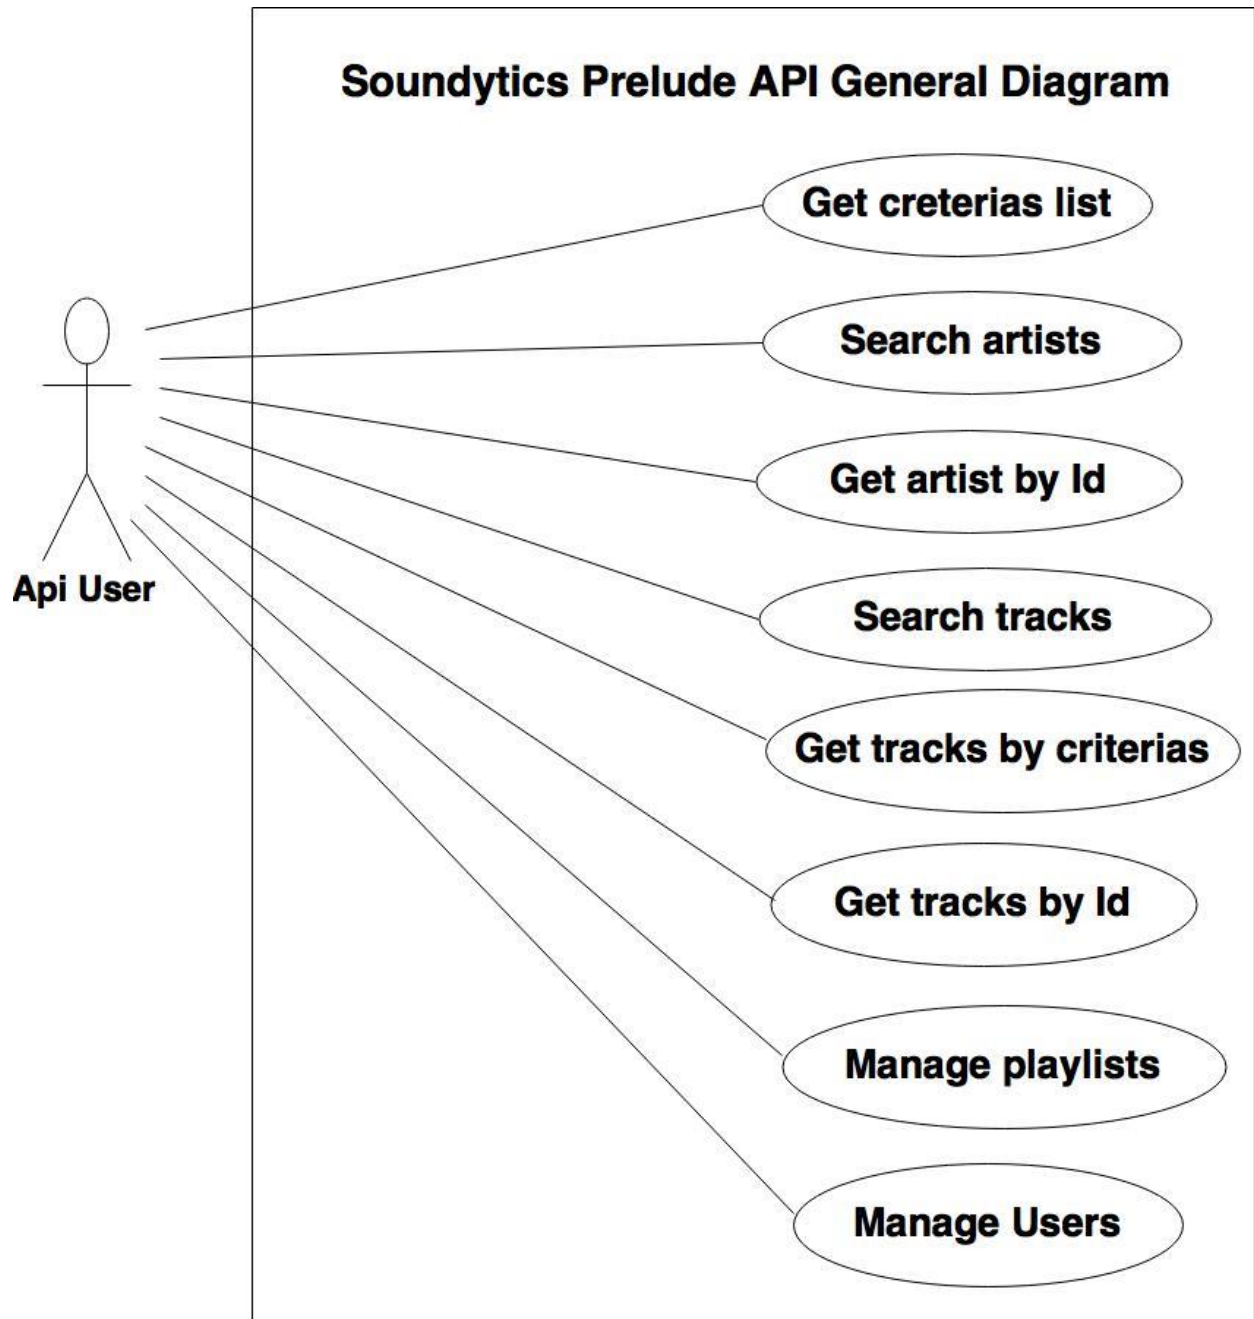 Soundytics Prelude API General Diagram
Get creterias list
Search artists
Get artist by Id
Api User
Search tracks
Get tracks by criterias
Get tracks by Id
Manage playlists
Manage Users